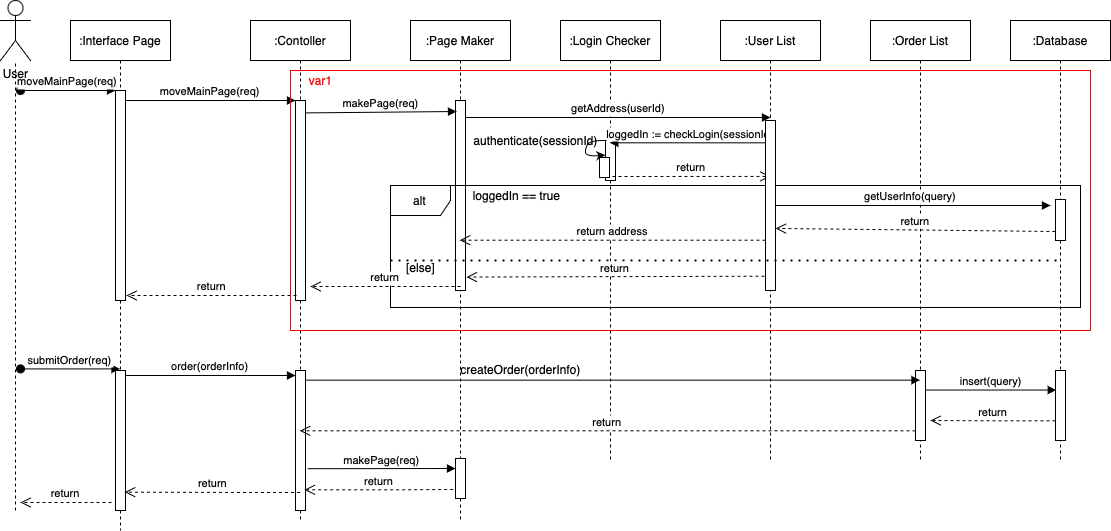 :Interface Page
:Contoller
:Page Maker
:Login Checker
:User List
:Order List
:Database
User
moveMainPage(req)
var1
moveMainPage(req)
makePage(req)
getAddress(userId)
authenticate(sessionId)
loggedIn := checkLogin(sessionId
return
alt
loggedIn == true
getUserInfo(query)
return
return address
[else]
return
return
return
submitOrder(req)
order(orderInfo)
createOrder(orderInfo)
insert(query)
return
return
makePage(req)
return
return
return